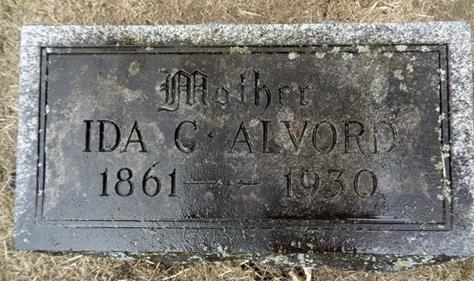 Mother
IDA C. ALVORD
1861 — 1930